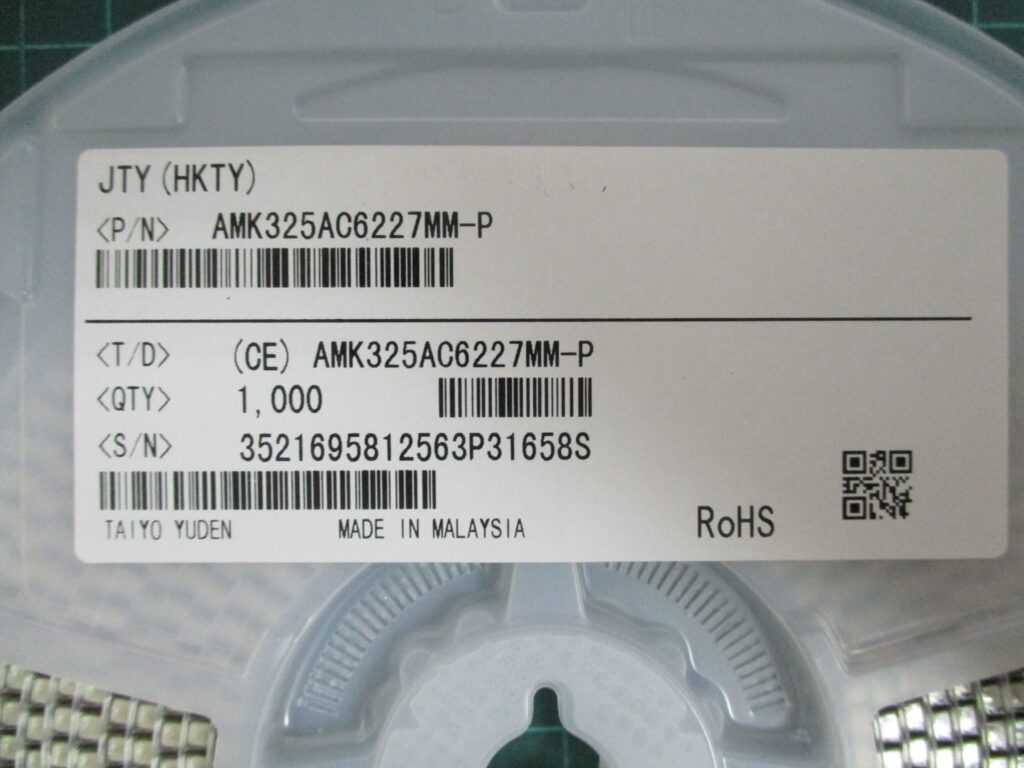 JTY (HKTY)
<P/N> AMK325AC6227MM-P
<T/D> (CE) AMK325AC6227MM-P
<QTY> 1,000
<S/N> 3521695812563P31658S
TAIYO YUDEN MADE IN MALAYSIA RoHS